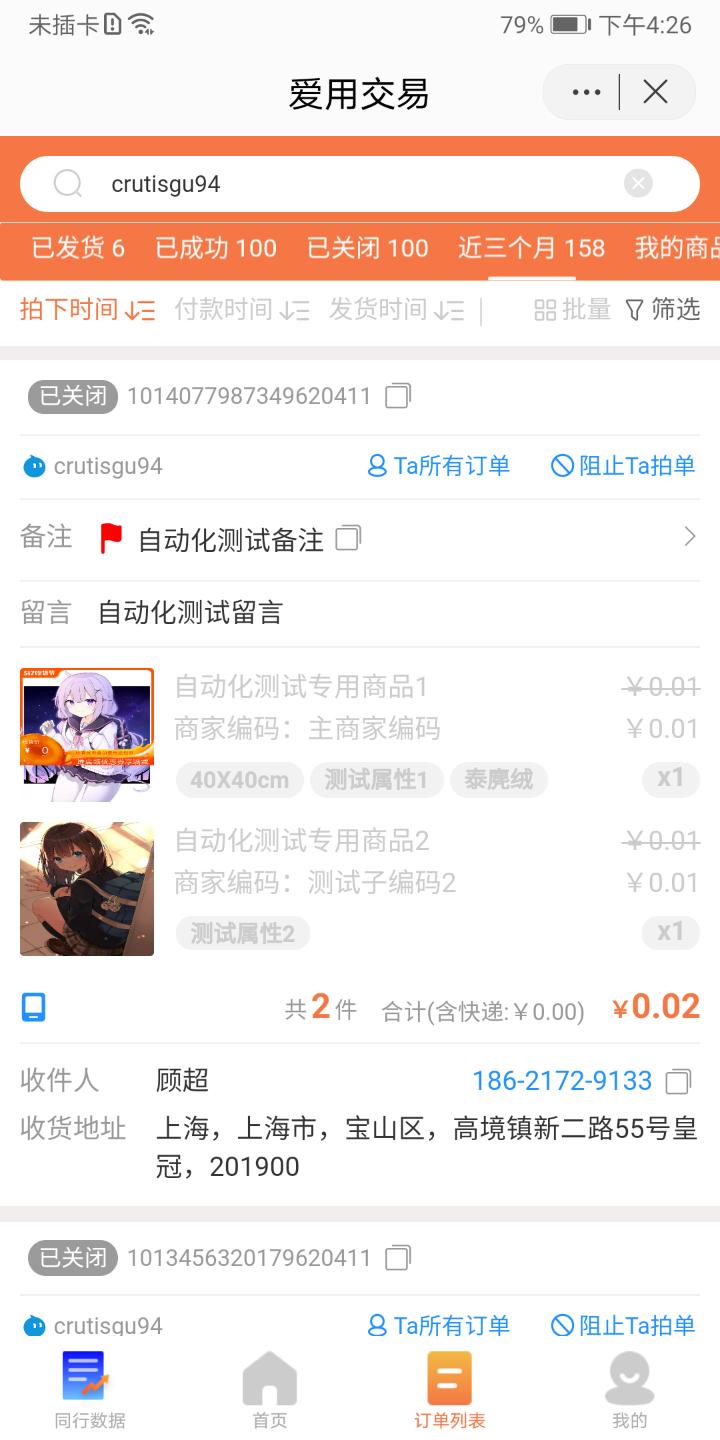 未插卡 79% 下午4:26
爱用交易
crutisgu94
已发货 6 已成功 100 已关闭 100 近三个月 158 我的商品
拍下时间 付款时间 发货时间 批量 筛选
已关闭 1014077987349620411
crutisgu94 Ta所有订单 阻止Ta拍单
备注 自动化测试备注
留言 自动化测试留言
自动化测试专用商品1 ￥0.01
商家编码：主商家编码 ￥0.01
40X40cm 测试属性1 泰麂绒 x1
自动化测试专用商品2 ￥0.01
商家编码：测试子编码2 ￥0.01
测试属性2 x1
共2件 合计(含快递:￥0.00) ￥0.02
收件人 顾超 186-2172-9133
收货地址 上海，上海市，宝山区，高境镇新二路55号皇
冠，201900
已关闭 1013456320179620411
crutisgu94 Ta所有订单 阻止Ta拍单
同行数据 首页 订单列表 我的